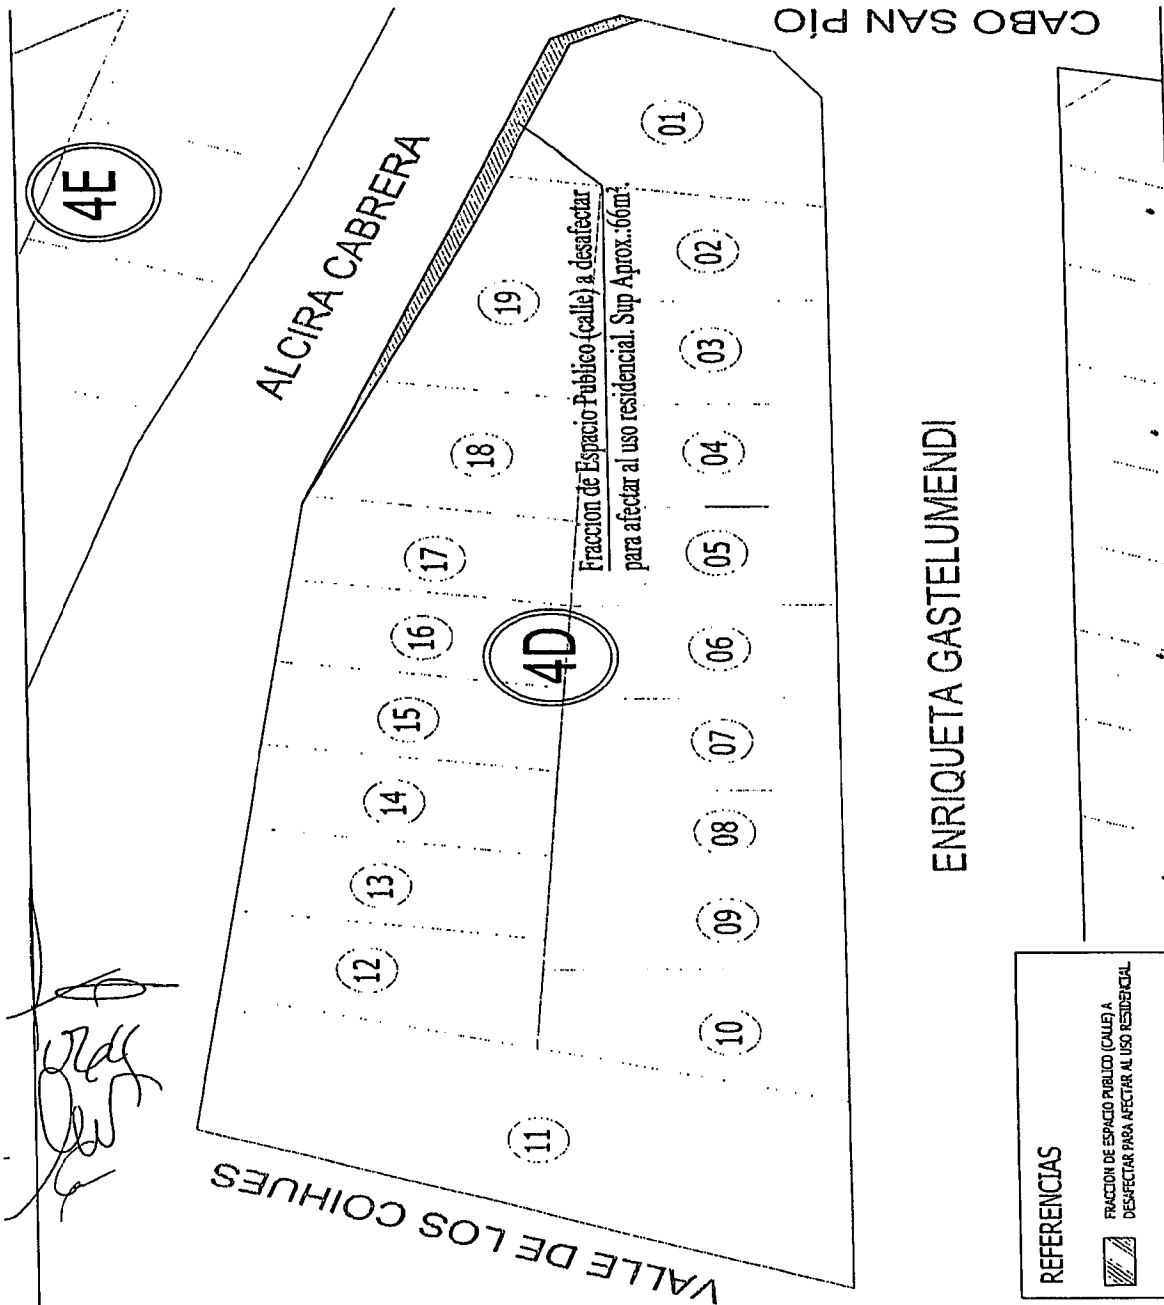 CABO SAN PÍO
4E
ALCIRA CABRERA
01
02
03
04
05
06
07
08
09
10
11
12
13
14
15
16
17
18
19
Fraccion de Espacio Publico (calle) a desafectar
para afectar al uso residencial. Sup Aprox.:66m².
4D
ENRIQUETA GASTELUMENDI
VALLE DE LOS COIHUES
REFERENCIAS
FRACCION DE ESPACIO PUBLICO (CALLE) A
DESAFECTAR PARA AFECTAR AL USO RESIDENCIAL